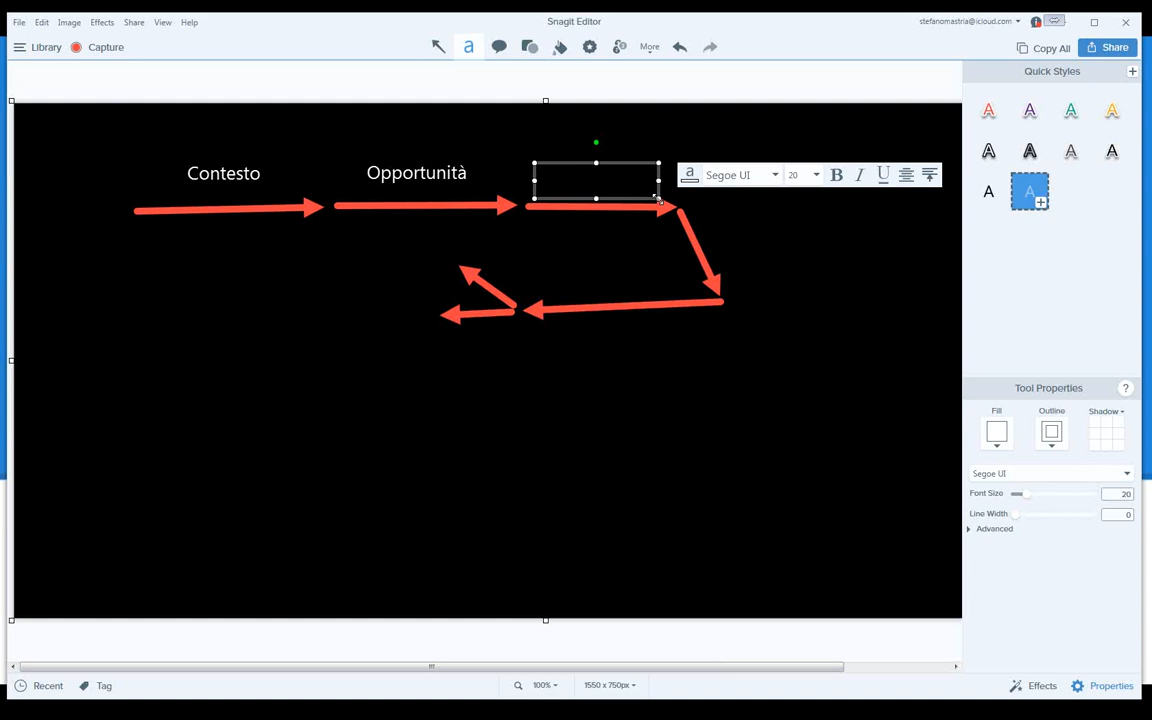 File Edit Image Effects Share View Help
Snagit Editor
stefanomastria@icloud.com
Library Capture
a
More
Copy All
Share
Quick Styles
A A A A
A A A A
A A
Contesto
Opportunità
a Segoe UI 20 B I U
Tool Properties ?
Fill Outline Shadow
Segoe UI
Font Size 20
Line Width 0
Advanced
Recent Tag
100%
1550 x 750px
Effects Properties